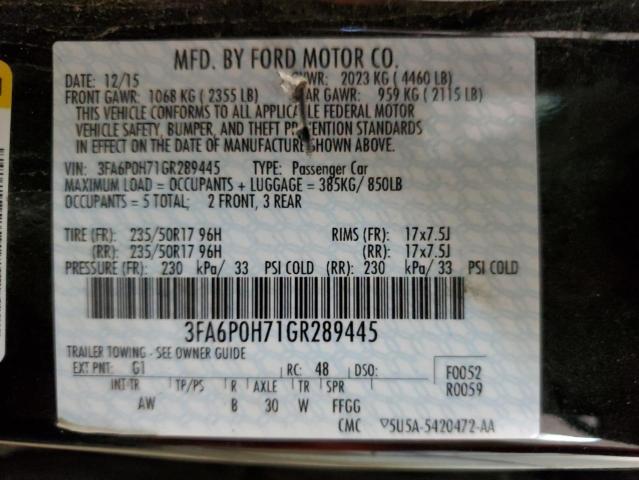 MFD. BY FORD MOTOR CO.
DATE: 12/15 WR: 2023 KG ( 4460 LB)
FRONT GAWR: 1068 KG ( 2355 LB) AR GAWR: 959 KG ( 2115 LB)
THIS VEHICLE CONFORMS TO ALL APPLIC LE FEDERAL MOTOR
VEHICLE SAFETY, BUMPER, AND THEFT PR ENTION STANDARDS
IN EFFECT ON THE DATE OF MANUFACTURE SHOWN ABOVE.
VIN: 3FA6P0H71GR289445 TYPE: Passenger Car
MAXIMUM LOAD = OCCUPANTS + LUGGAGE = 385KG/ 850LB
OCCUPANTS = 5 TOTAL; 2 FRONT, 3 REAR
TIRE (FR): 235/50R17 96H RIMS (FR): 17x7.5J
(RR): 235/50R17 96H (RR): 17x7.5J
PRESSURE (FR): 230 kPa/ 33 PSI COLD (RR): 230 kPa/ 33 PSI COLD
3FA6P0H71GR289445
TRAILER TOWING - SEE OWNER GUIDE
EXT PNT: G1 RC: 48 DSO: F0052
INT TR TP/PS R AXLE TR SPR R0059
AW B 30 W FFGG
CMC ▽5U5A-5420472-AA